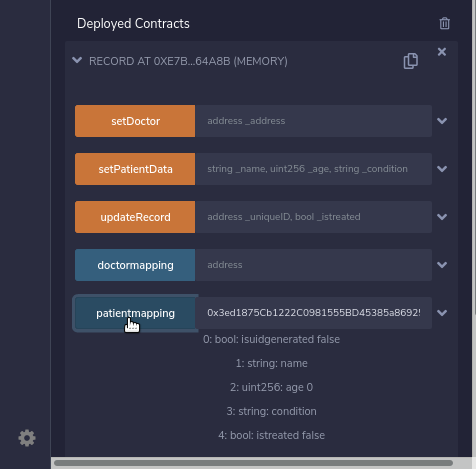 Deployed Contracts
RECORD AT 0XE7B...64A8B (MEMORY)
setDoctor address _address
setPatientData string _name, uint256 _age, string _condition
updateRecord address _uniqueID, bool _istreated
doctormapping address
patientmapping 0x3ed1875Cb1222C0981555BD45385a8692!
0: bool: isuidgenerated false
1: string: name
2: uint256: age 0
3: string: condition
4: bool: istreated false